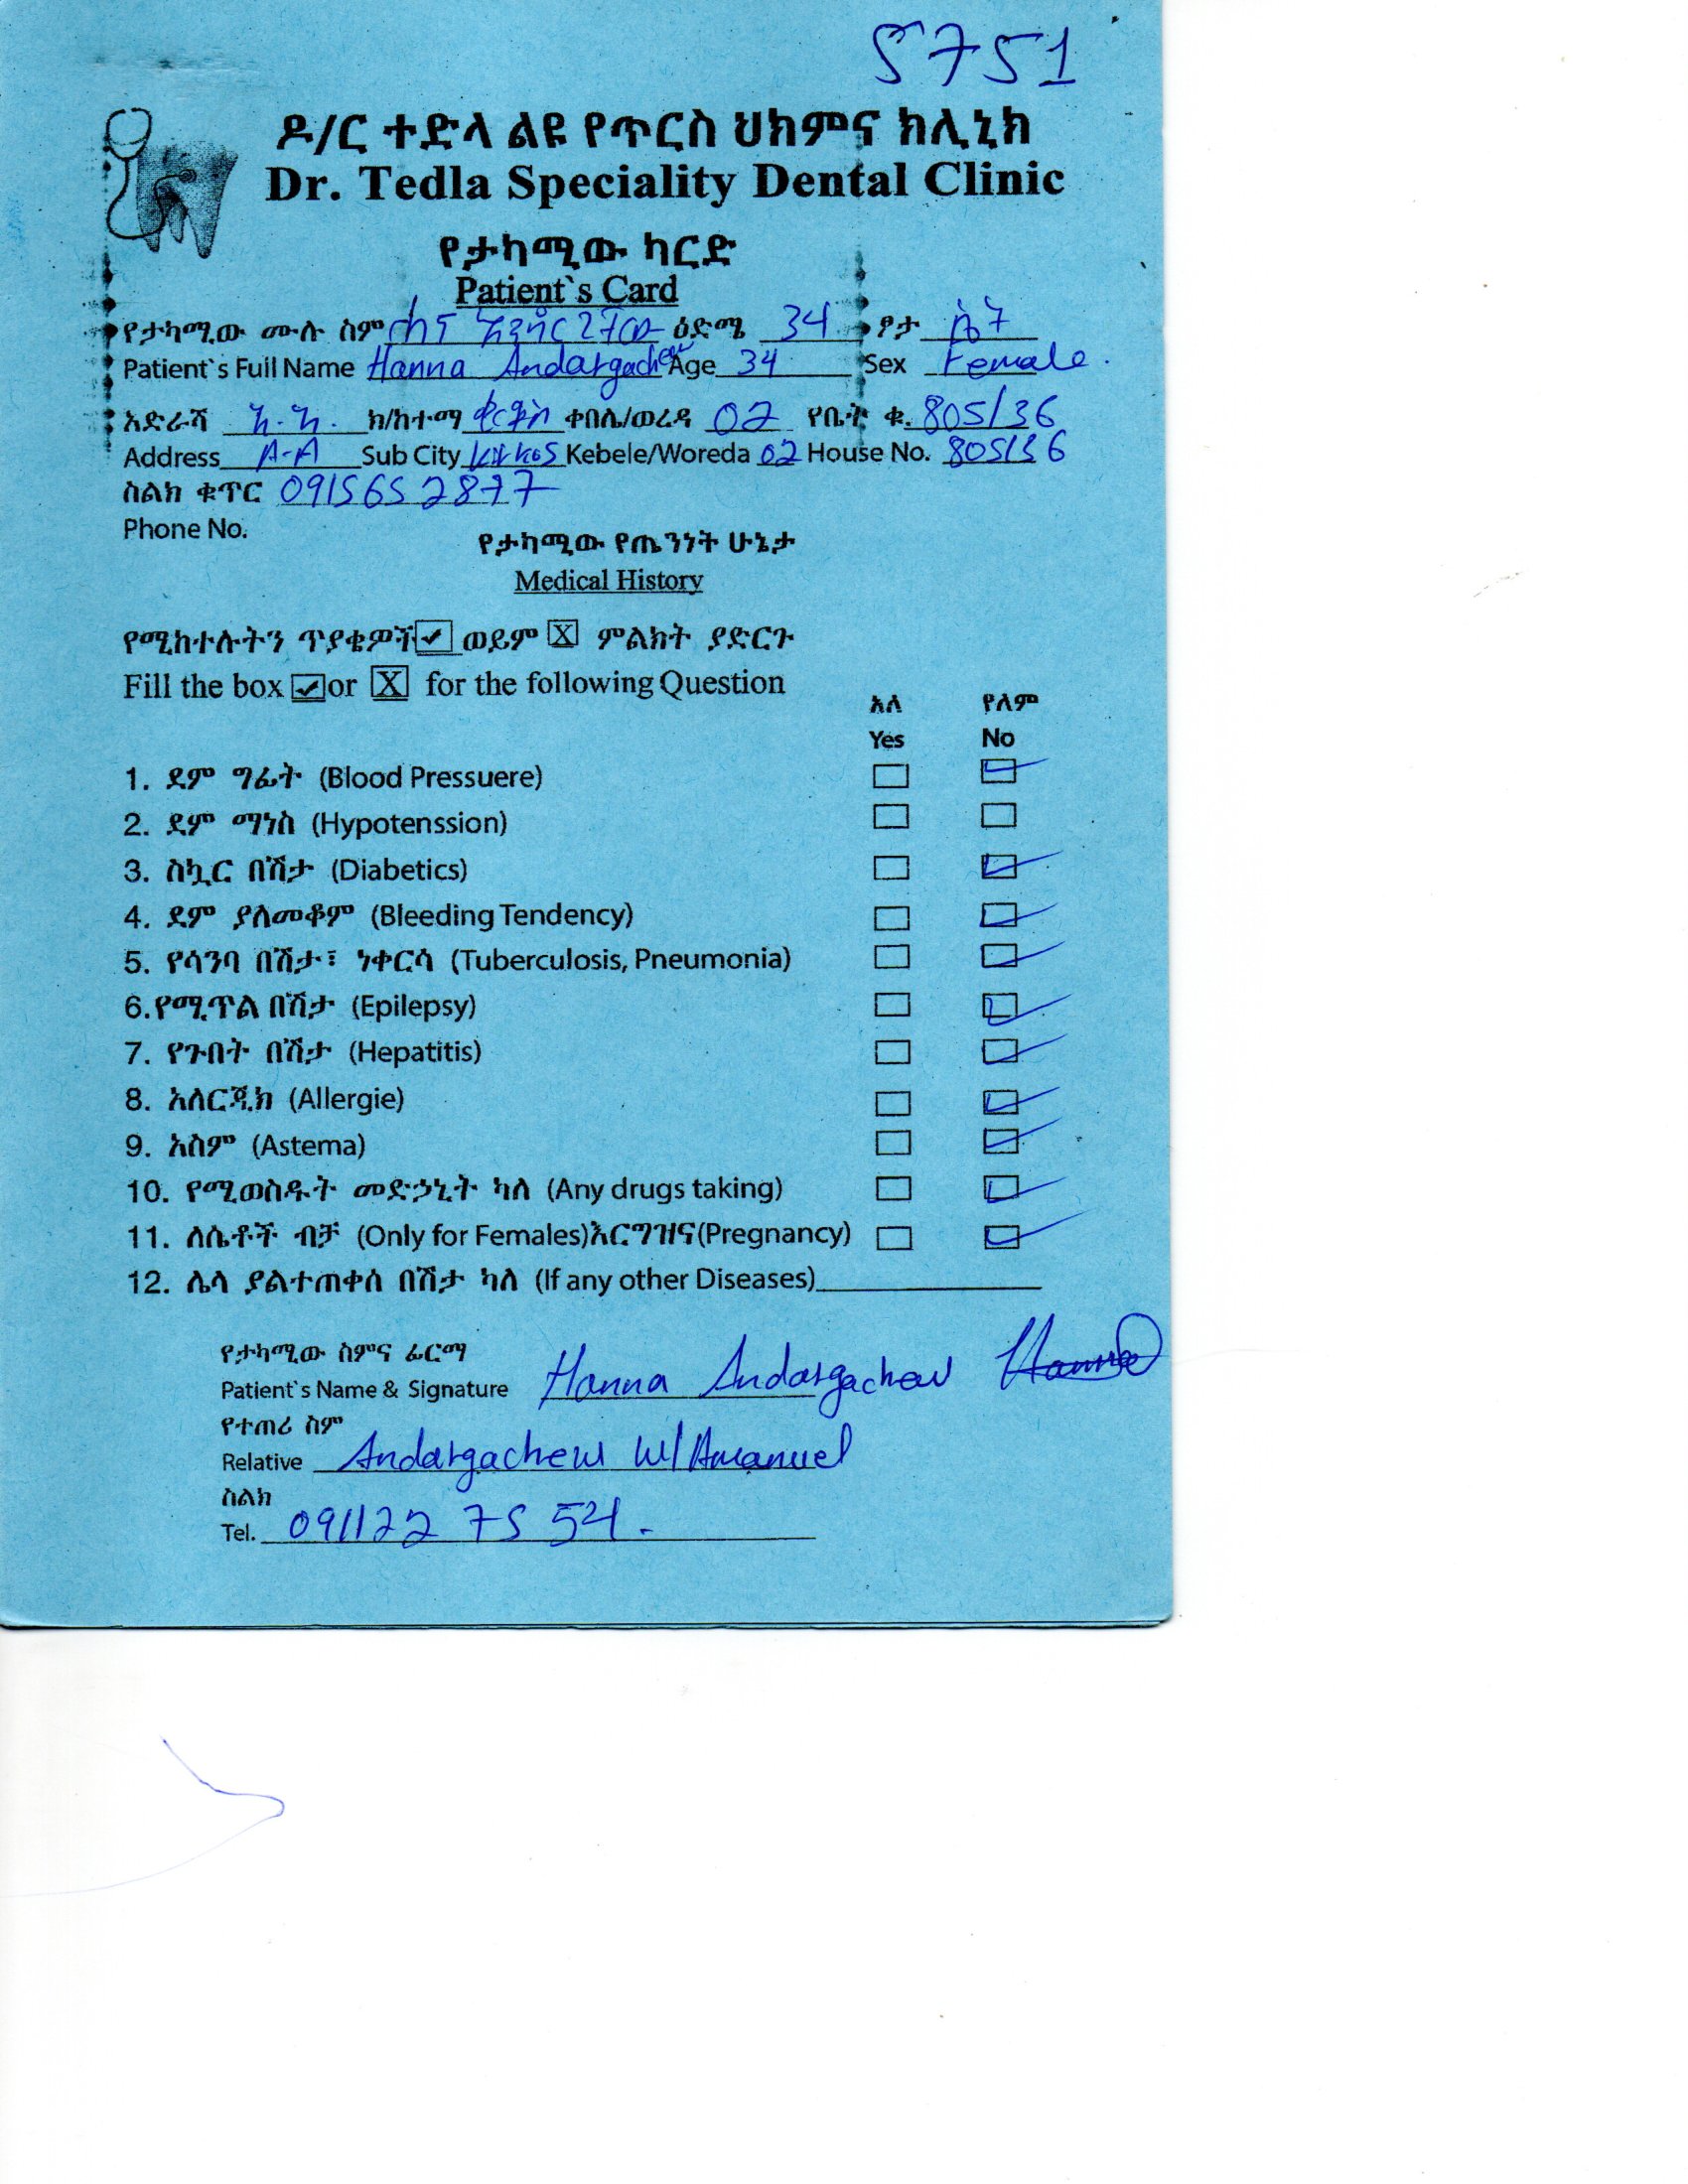 5751
ዶ/ር ተድላ ልዩ የጥርስ ህክምና ክሊኒክ
Dr. Tedla Speciality Dental Clinic
የታካሚው ካርድ
Patient`s Card
የታካሚው ሙሉ ስም ሐና አንዳርጋቸው ዕድሜ 34 ፆታ ሴት
Patient`s Full Name Hanna Andargachew Age 34 Sex Female.
አድራሻ አ.አ. ክ/ከተማ ቂርቆስ ቀበሌ/ወረዳ 02 የቤት ቁ. 805/36
Address A-A Sub City kirkos Kebele/Woreda 02 House No. 805/36
ስልክ ቁጥር 0915652877
Phone No.
የታካሚው የጤንነት ሁኔታ
Medical History
የሚከተሉትን ጥያቄዎች ✓ ወይም X ምልክት ያድርጉ
Fill the box ✓ or X for the following Question
አለ የለም
Yes No
1. ደም ግፊት (Blood Pressuere)
2. ደም ማነስ (Hypotenssion)
3. ስኳር በሽታ (Diabetics)
4. ደም ያለመቆም (Bleeding Tendency)
5. የሳንባ በሽታ፣ ነቀርሳ (Tuberculosis, Pneumonia)
6.የሚጥል በሽታ (Epilepsy)
7. የጉበት በሽታ (Hepatitis)
8. አለርጂክ (Allergie)
9. አስም (Astema)
10. የሚወስዱት መድኃኒት ካለ (Any drugs taking)
11. ለሴቶች ብቻ (Only for Females)እርግዝና(Pregnancy)
12. ሌላ ያልተጠቀሰ በሽታ ካለ (If any other Diseases)
የታካሚው ስምና ፊርማ
Patient`s Name & Signature Hanna Andargachew Hanna
የተጠሪ ስም
Relative Andargachew W/Amanuel
ስልክ
Tel. 091122 75 54.